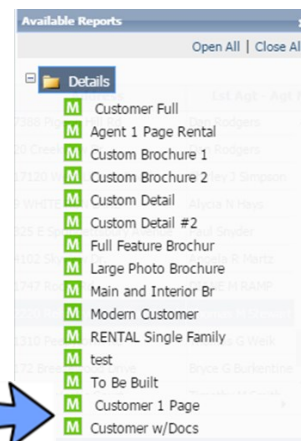 Available Reports
Open All | Close Al
Details
M Customer Full
M Agent 1 Page Rental
M Custom Brochure 1
M Custom Brochure 2
M Custom Detail
M Custom Detail #2
M Full Feature Brochur
M Large Photo Brochure
M Main and Interior Br
M Modern Customer
M RENTAL Single Family
M test
M To Be Built
M Customer 1 Page
M Customer w/Docs